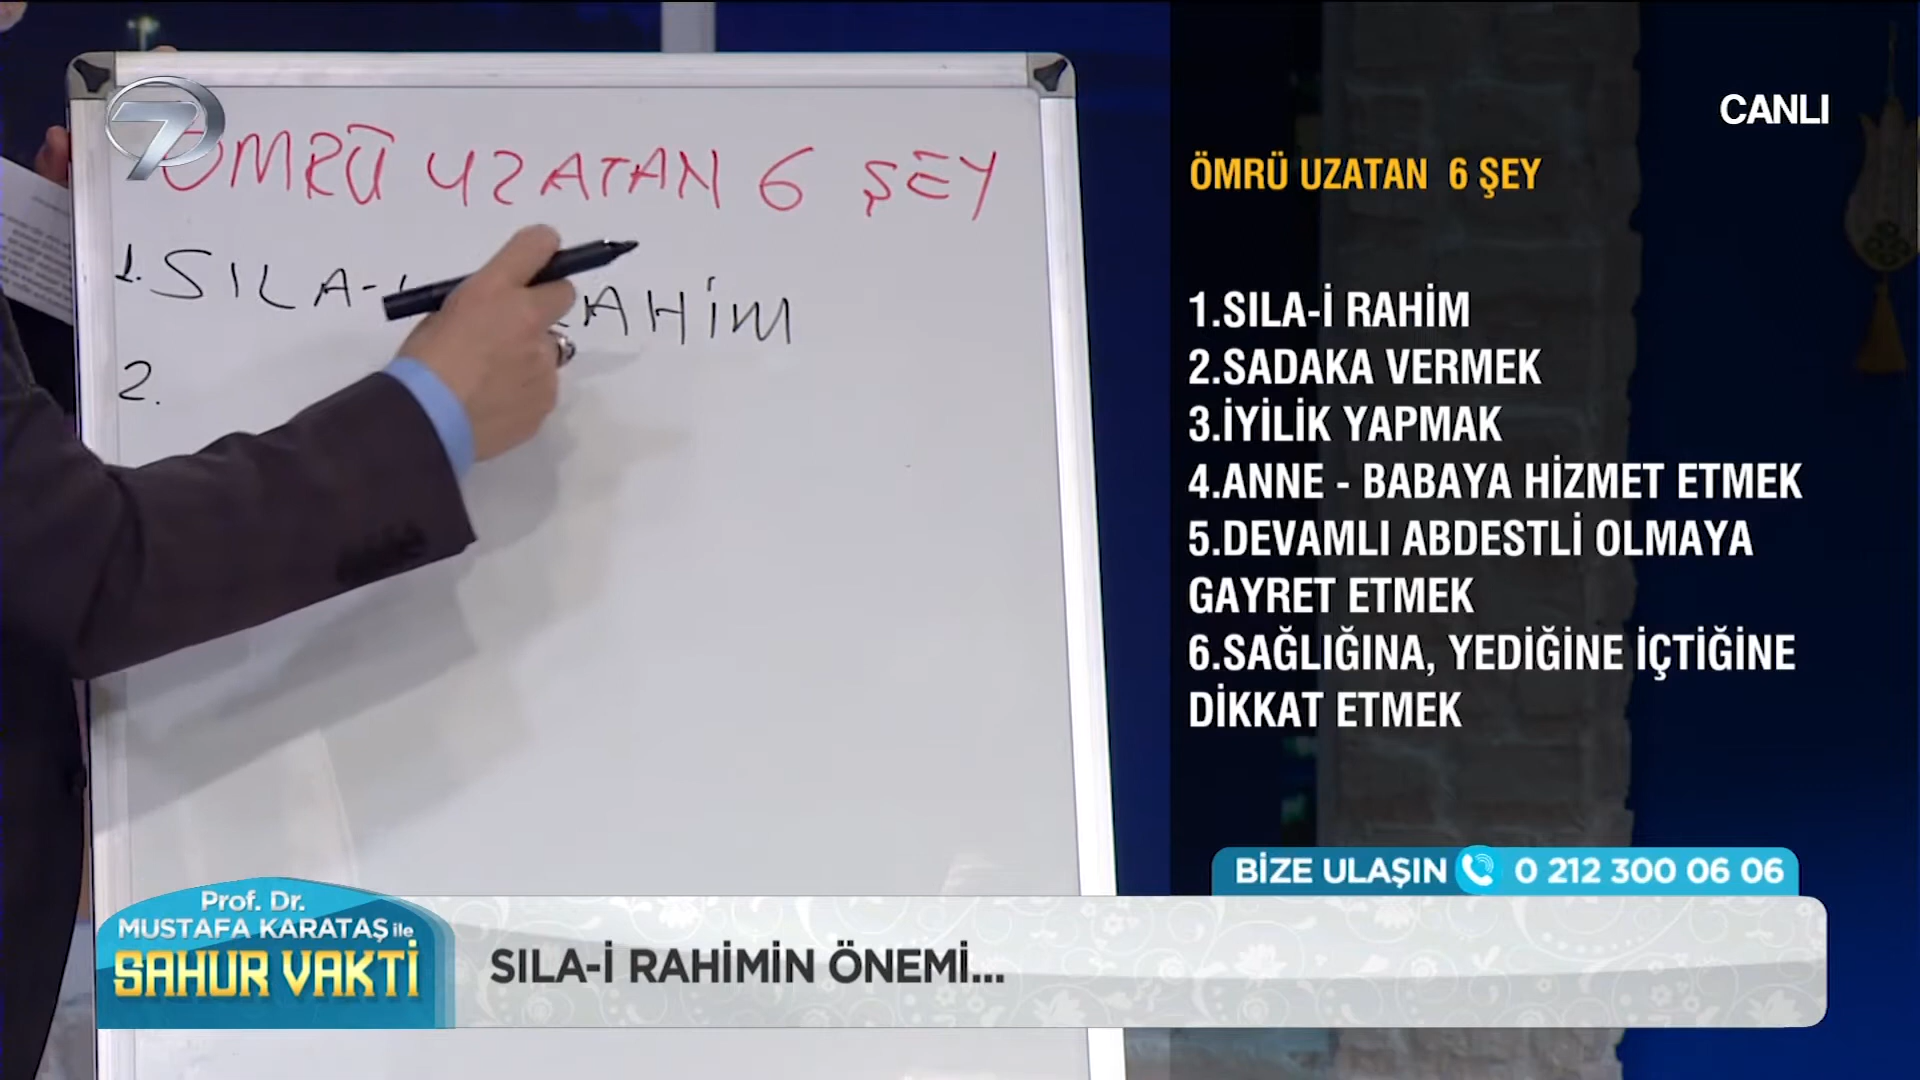 7
ÖMRÜ UZATAN 6 ŞEY
1. SILA-
RAHİM
2.
CANLI
ÖMRÜ UZATAN 6 ŞEY
1.SILA-İ RAHİM
2.SADAKA VERMEK
3.İYİLİK YAPMAK
4.ANNE - BABAYA HİZMET ETMEK
5.DEVAMLI ABDESTLİ OLMAYA
GAYRET ETMEK
6.SAĞLIĞINA, YEDİĞİNE İÇTİĞİNE
DİKKAT ETMEK
BİZE ULAŞIN 0 212 300 06 06
Prof. Dr.
MUSTAFA KARATAŞ ile
SAHUR VAKTİ
SILA-İ RAHİMİN ÖNEMİ...